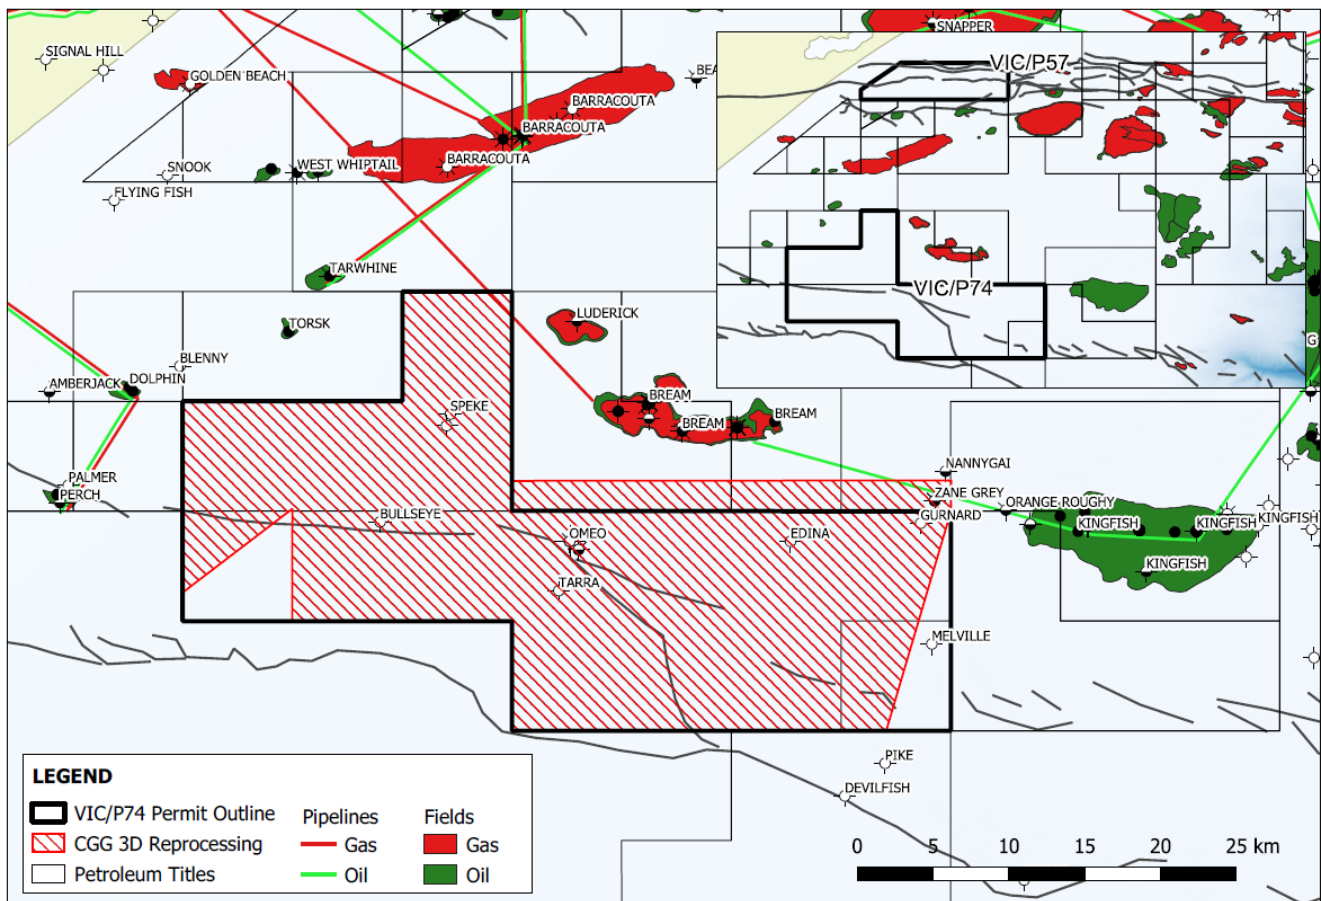 SNAPPER
SIGNAL HILL
VIC/P57
GOLDEN BEACH
BARRACOUTA
BARRACOUTA
BARRACOUTA
SNOOK
WEST WHIPTAIL
FLYING FISH
TARWHINE
VIC/P74
LUDERICK
TORSK
BLENNY
AMBERJACK
DOLPHIN
BREAM
SPEKE
BREAM
BREAM
NANNYGAI
PALMER
PERCH
ZANE GREY
ORANGE ROUGHY
BULLSEYE
GURNARD
KINGFISH
KINGFISH
KINGFISH
OMEO
EDINA
KINGFISH
TARRA
MELVILLE
PIKE
DEVILFISH
LEGEND
VIC/P74 Permit Outline
CGG 3D Reprocessing
Petroleum Titles
Pipelines
Gas
Oil
Fields
Gas
Oil
0 5 10 15 20 25 km